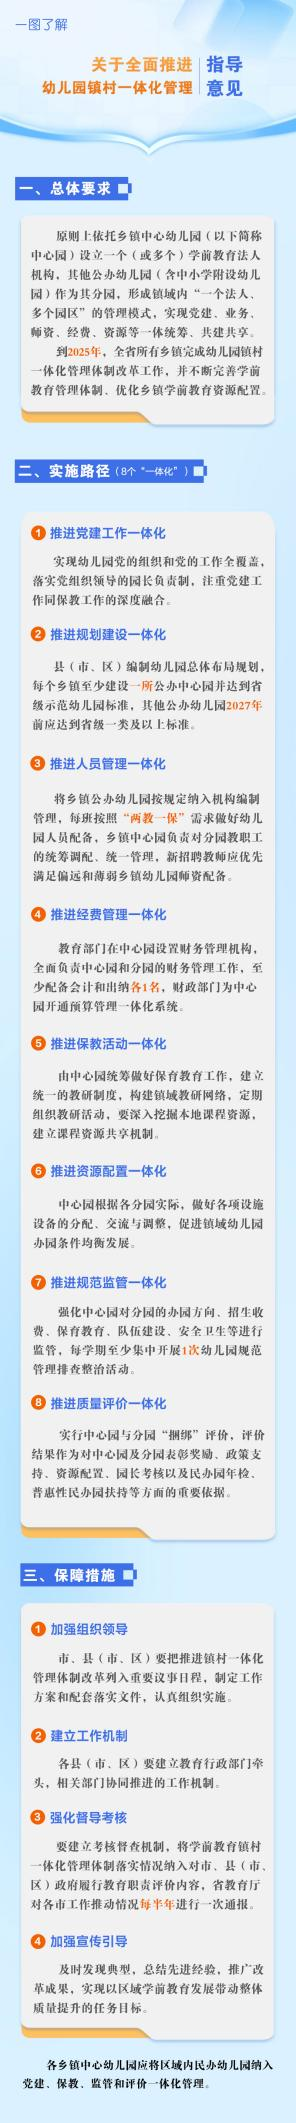 一图了解
关于全面推进
幼儿园镇村一体化管理
指导
意见
一、总体要求
原则上依托乡镇中心幼儿园（以下简称
中心园）设立一个（或多个）学前教育法人
机构，其他公办幼儿园（含中小学附设幼儿
园）作为其分园，形成镇域内“一个法人、
多个园区”的管理模式，实现党建、业务、
师资、经费、资源等一体统筹、共建共享。
到2025年，全省所有乡镇完成幼儿园镇村
一体化管理体制改革工作，并不断完善学前
教育管理体制、优化乡镇学前教育资源配置。
二、实施路径（8个“一体化”）
1 推进党建工作一体化
实现幼儿园党的组织和党的工作全覆盖，
落实党组织领导的园长负责制，注重党建工
作同保教工作的深度融合。
2 推进规划建设一体化
县（市、区）编制幼儿园总体布局规划，
每个乡镇至少建设一所公办中心园并达到省
级示范幼儿园标准，其他公办幼儿园2027年
前应达到省级一类及以上标准。
3 推进人员管理一体化
将乡镇公办幼儿园按规定纳入机构编制
管理，每班按照“两教一保”需求做好幼儿
园人员配备，乡镇中心园负责对分园教职工
的统筹调配、统一管理，新招聘教师应优先
满足偏远和薄弱乡镇幼儿园师资配备。
4 推进经费管理一体化
教育部门在中心园设置财务管理机构，
全面负责中心园和分园的财务管理工作，至
少配备会计和出纳各1名，财政部门为中心
园开通预算管理一体化系统。
5 推进保教活动一体化
由中心园统筹做好保育教育工作，建立
统一的教研制度，构建镇域教研网络，定期
组织教研活动，要深入挖掘本地课程资源，
建立课程资源共享机制。
6 推进资源配置一体化
中心园根据各分园实际，做好各项设施
设备的分配、交流与调整，促进镇域幼儿园
办园条件均衡发展。
7 推进规范监管一体化
强化中心园对分园的办园方向、招生收
费、保育教育、队伍建设、安全卫生等进行
监管，每学期至少集中开展1次幼儿园规范
管理排查整治活动。
8 推进质量评价一体化
实行中心园与分园“捆绑”评价，评价
结果作为对中心园及分园表彰奖励、政策支
持、资源配置、园长考核以及民办园年检、
普惠性民办园扶持等方面的重要依据。
三、保障措施
1 加强组织领导
市、县（市、区）要把推进镇村一体化
管理体制改革列入重要议事日程，制定工作
方案和配套落实文件，认真组织实施。
2 建立工作机制
各县（市、区）要建立教育行政部门牵
头，相关部门协同推进的工作机制。
3 强化督导考核
要建立考核督查机制，将学前教育镇村
一体化管理体制落实情况纳入对市、县（市、
区）政府履行教育职责评价内容，省教育厅
对各市工作推动情况每半年进行一次通报。
4 加强宣传引导
及时发现典型，总结先进经验，推广改
革成果，实现以区域学前教育发展带动整体
质量提升的任务目标。
各乡镇中心幼儿园应将区域内民办幼儿园纳入
党建、保教、监管和评价一体化管理。